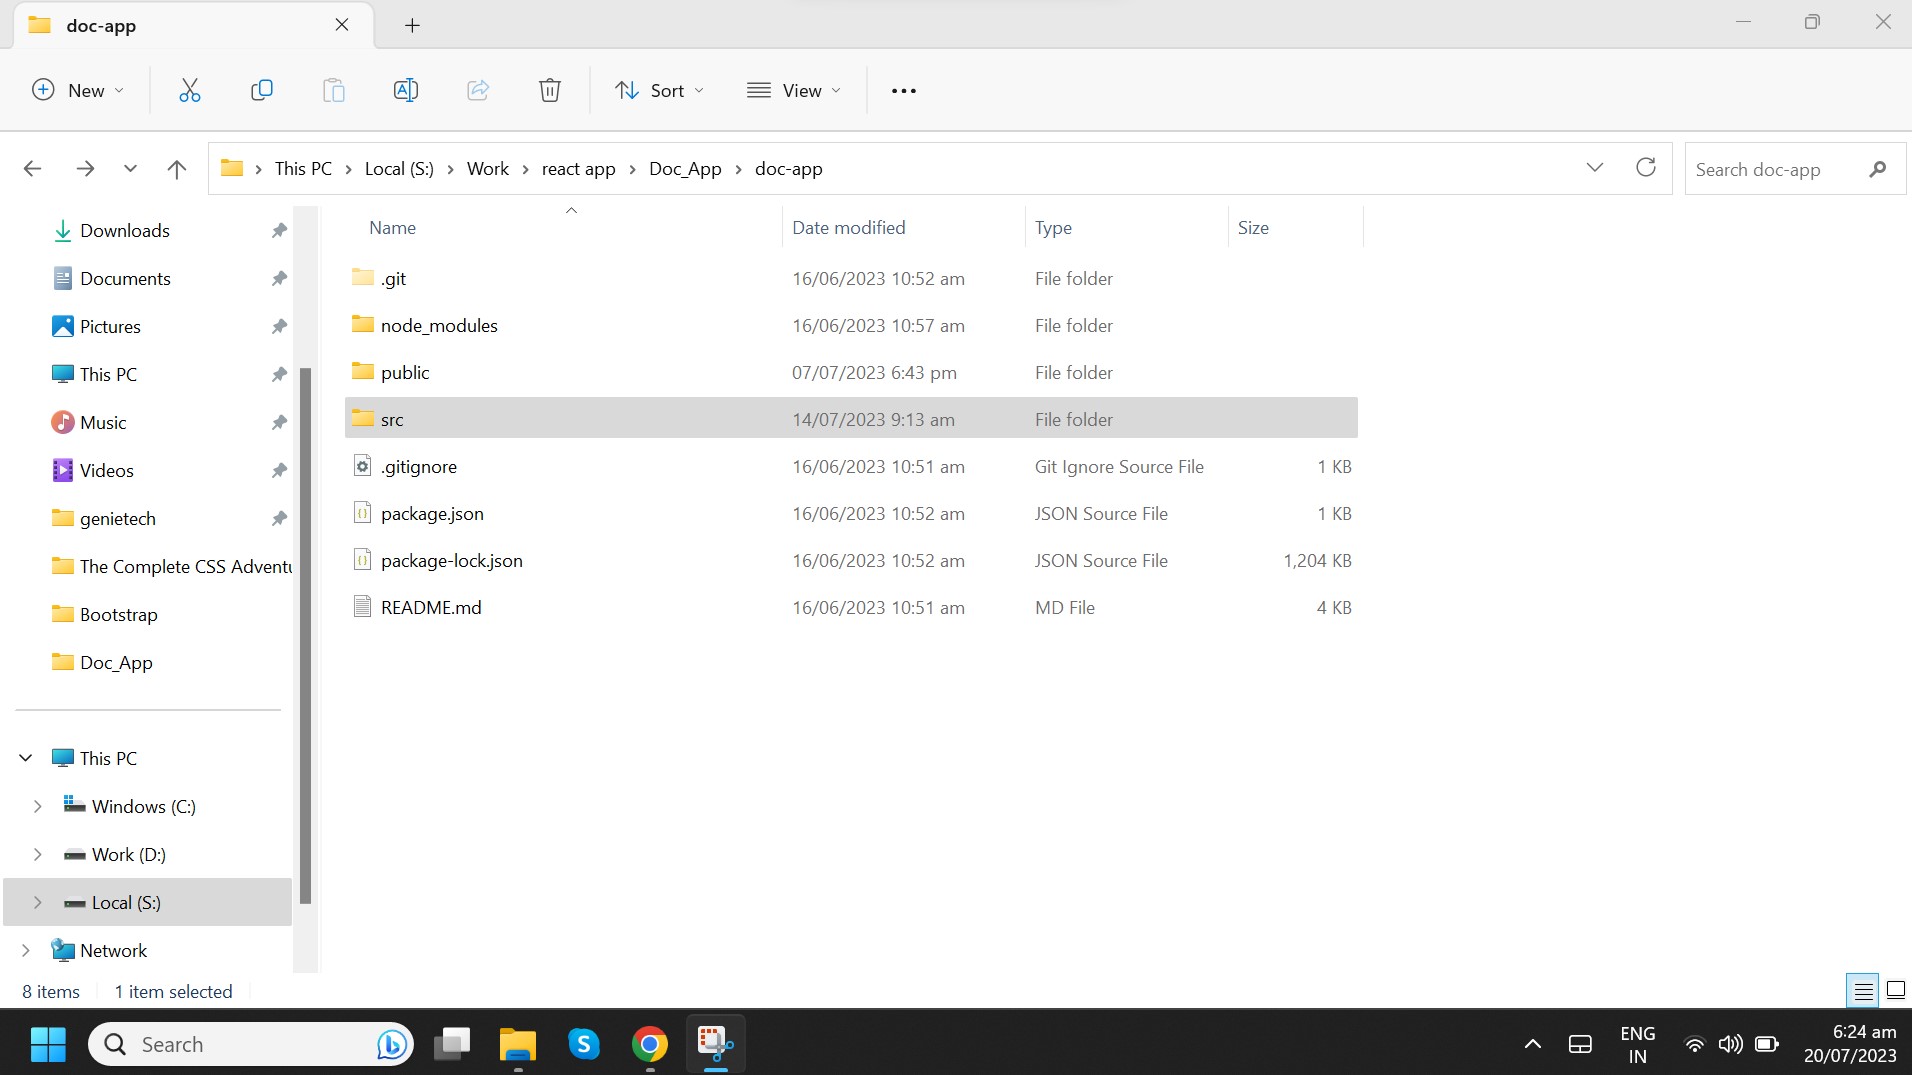 doc-app
New
Sort
View
This PC
Local (S:)
Work
react app
Doc_App
doc-app
Search doc-app
Downloads
Documents
Pictures
This PC
Music
Videos
genietech
The Complete CSS Advent
Bootstrap
Doc_App
This PC
Windows (C:)
Work (D:)
Local (S:)
Network
Name Date modified Type Size
.git 16/06/2023 10:52 am File folder
node_modules 16/06/2023 10:57 am File folder
public 07/07/2023 6:43 pm File folder
src 14/07/2023 9:13 am File folder
.gitignore 16/06/2023 10:51 am Git Ignore Source File 1 KB
package.json 16/06/2023 10:52 am JSON Source File 1 KB
package-lock.json 16/06/2023 10:52 am JSON Source File 1,204 KB
README.md 16/06/2023 10:51 am MD File 4 KB
8 items 1 item selected
Search
ENG
IN
6:24 am
20/07/2023